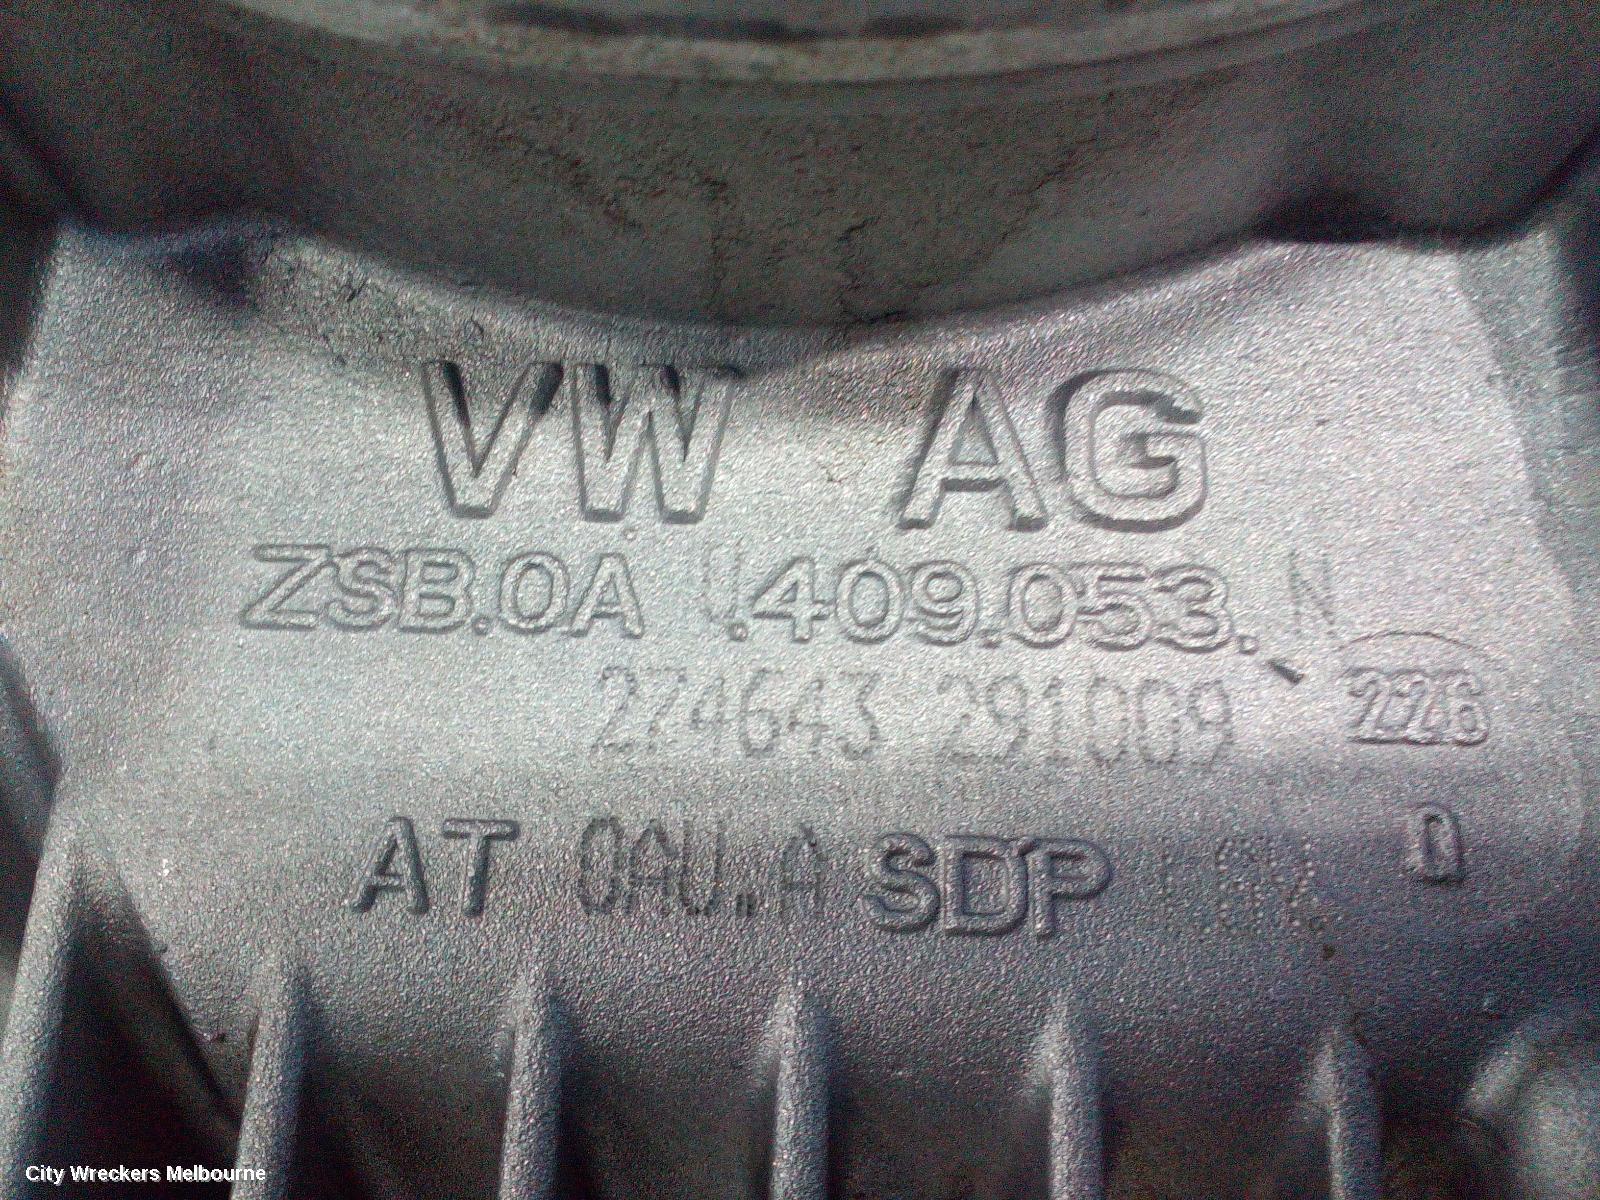 VW AG
ZSB.0A .409.053. N
274643 291009 226
AT 0AU.A SDP Q
City Wreckers Melbourne